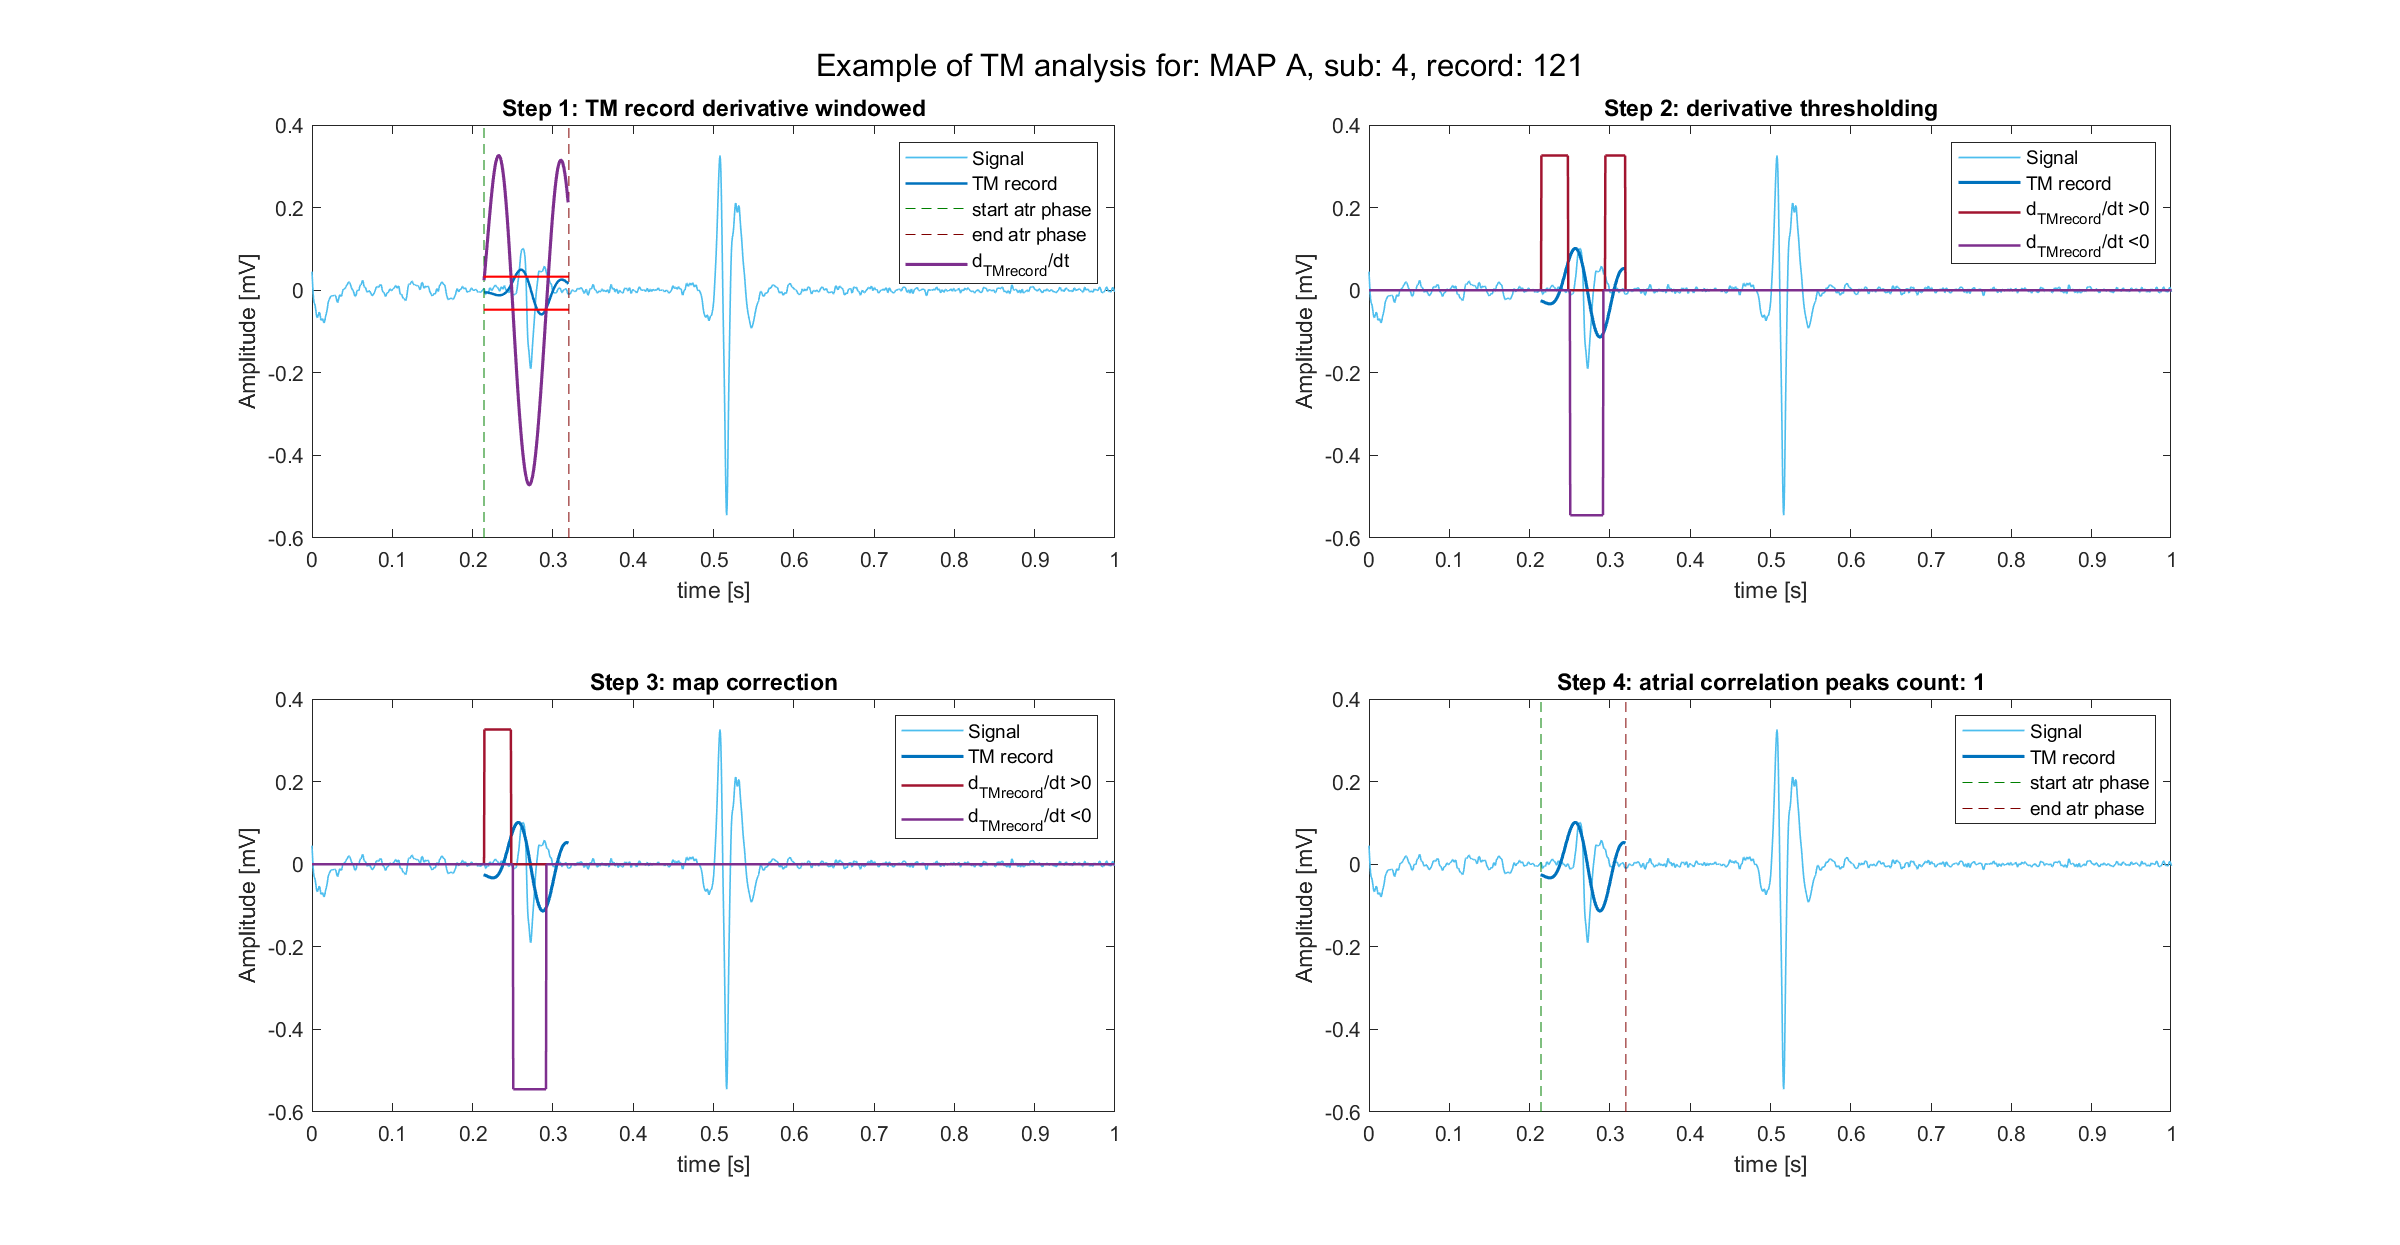 Example of TM analysis for: MAP A, sub: 4, record: 121
Step 1: TM record derivative windowed
0.4
0.2
0
-0.2
-0.4
-0.6
Amplitude [mV]
0 0.1 0.2 0.3 0.4 0.5 0.6 0.7 0.8 0.9 1
time [s]
Signal
TM record
start atr phase
end atr phase
dTMrecord/dt
Step 2: derivative thresholding
0.4
0.2
0
-0.2
-0.4
-0.6
Amplitude [mV]
0 0.1 0.2 0.3 0.4 0.5 0.6 0.7 0.8 0.9 1
time [s]
Signal
TM record
dTMrecord/dt >0
dTMrecord/dt <0
Step 3: map correction
0.4
0.2
0
-0.2
-0.4
-0.6
Amplitude [mV]
0 0.1 0.2 0.3 0.4 0.5 0.6 0.7 0.8 0.9 1
time [s]
Signal
TM record
dTMrecord/dt >0
dTMrecord/dt <0
Step 4: atrial correlation peaks count: 1
0.4
0.2
0
-0.2
-0.4
-0.6
Amplitude [mV]
0 0.1 0.2 0.3 0.4 0.5 0.6 0.7 0.8 0.9 1
time [s]
Signal
TM record
start atr phase
end atr phase